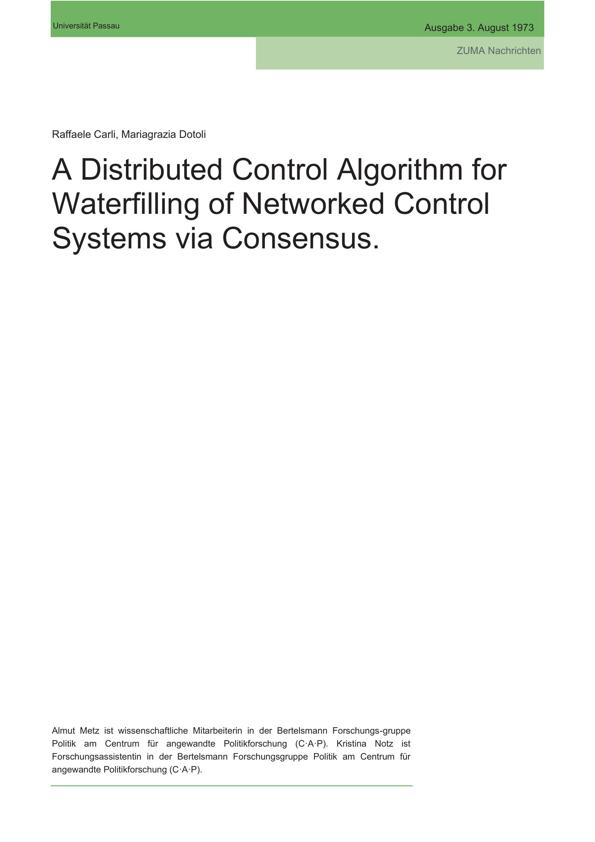 Universität Passau
Ausgabe 3. August 1973
ZUMA Nachrichten
Raffaele Carli, Mariagrazia Dotoli
A Distributed Control Algorithm for
Waterfilling of Networked Control
Systems via Consensus.
Almut Metz ist wissenschaftliche Mitarbeiterin in der Bertelsmann Forschungs-gruppe
Politik am Centrum für angewandte Politikforschung (C·A·P). Kristina Notz ist
Forschungsassistentin in der Bertelsmann Forschungsgruppe Politik am Centrum für
angewandte Politikforschung (C·A·P).